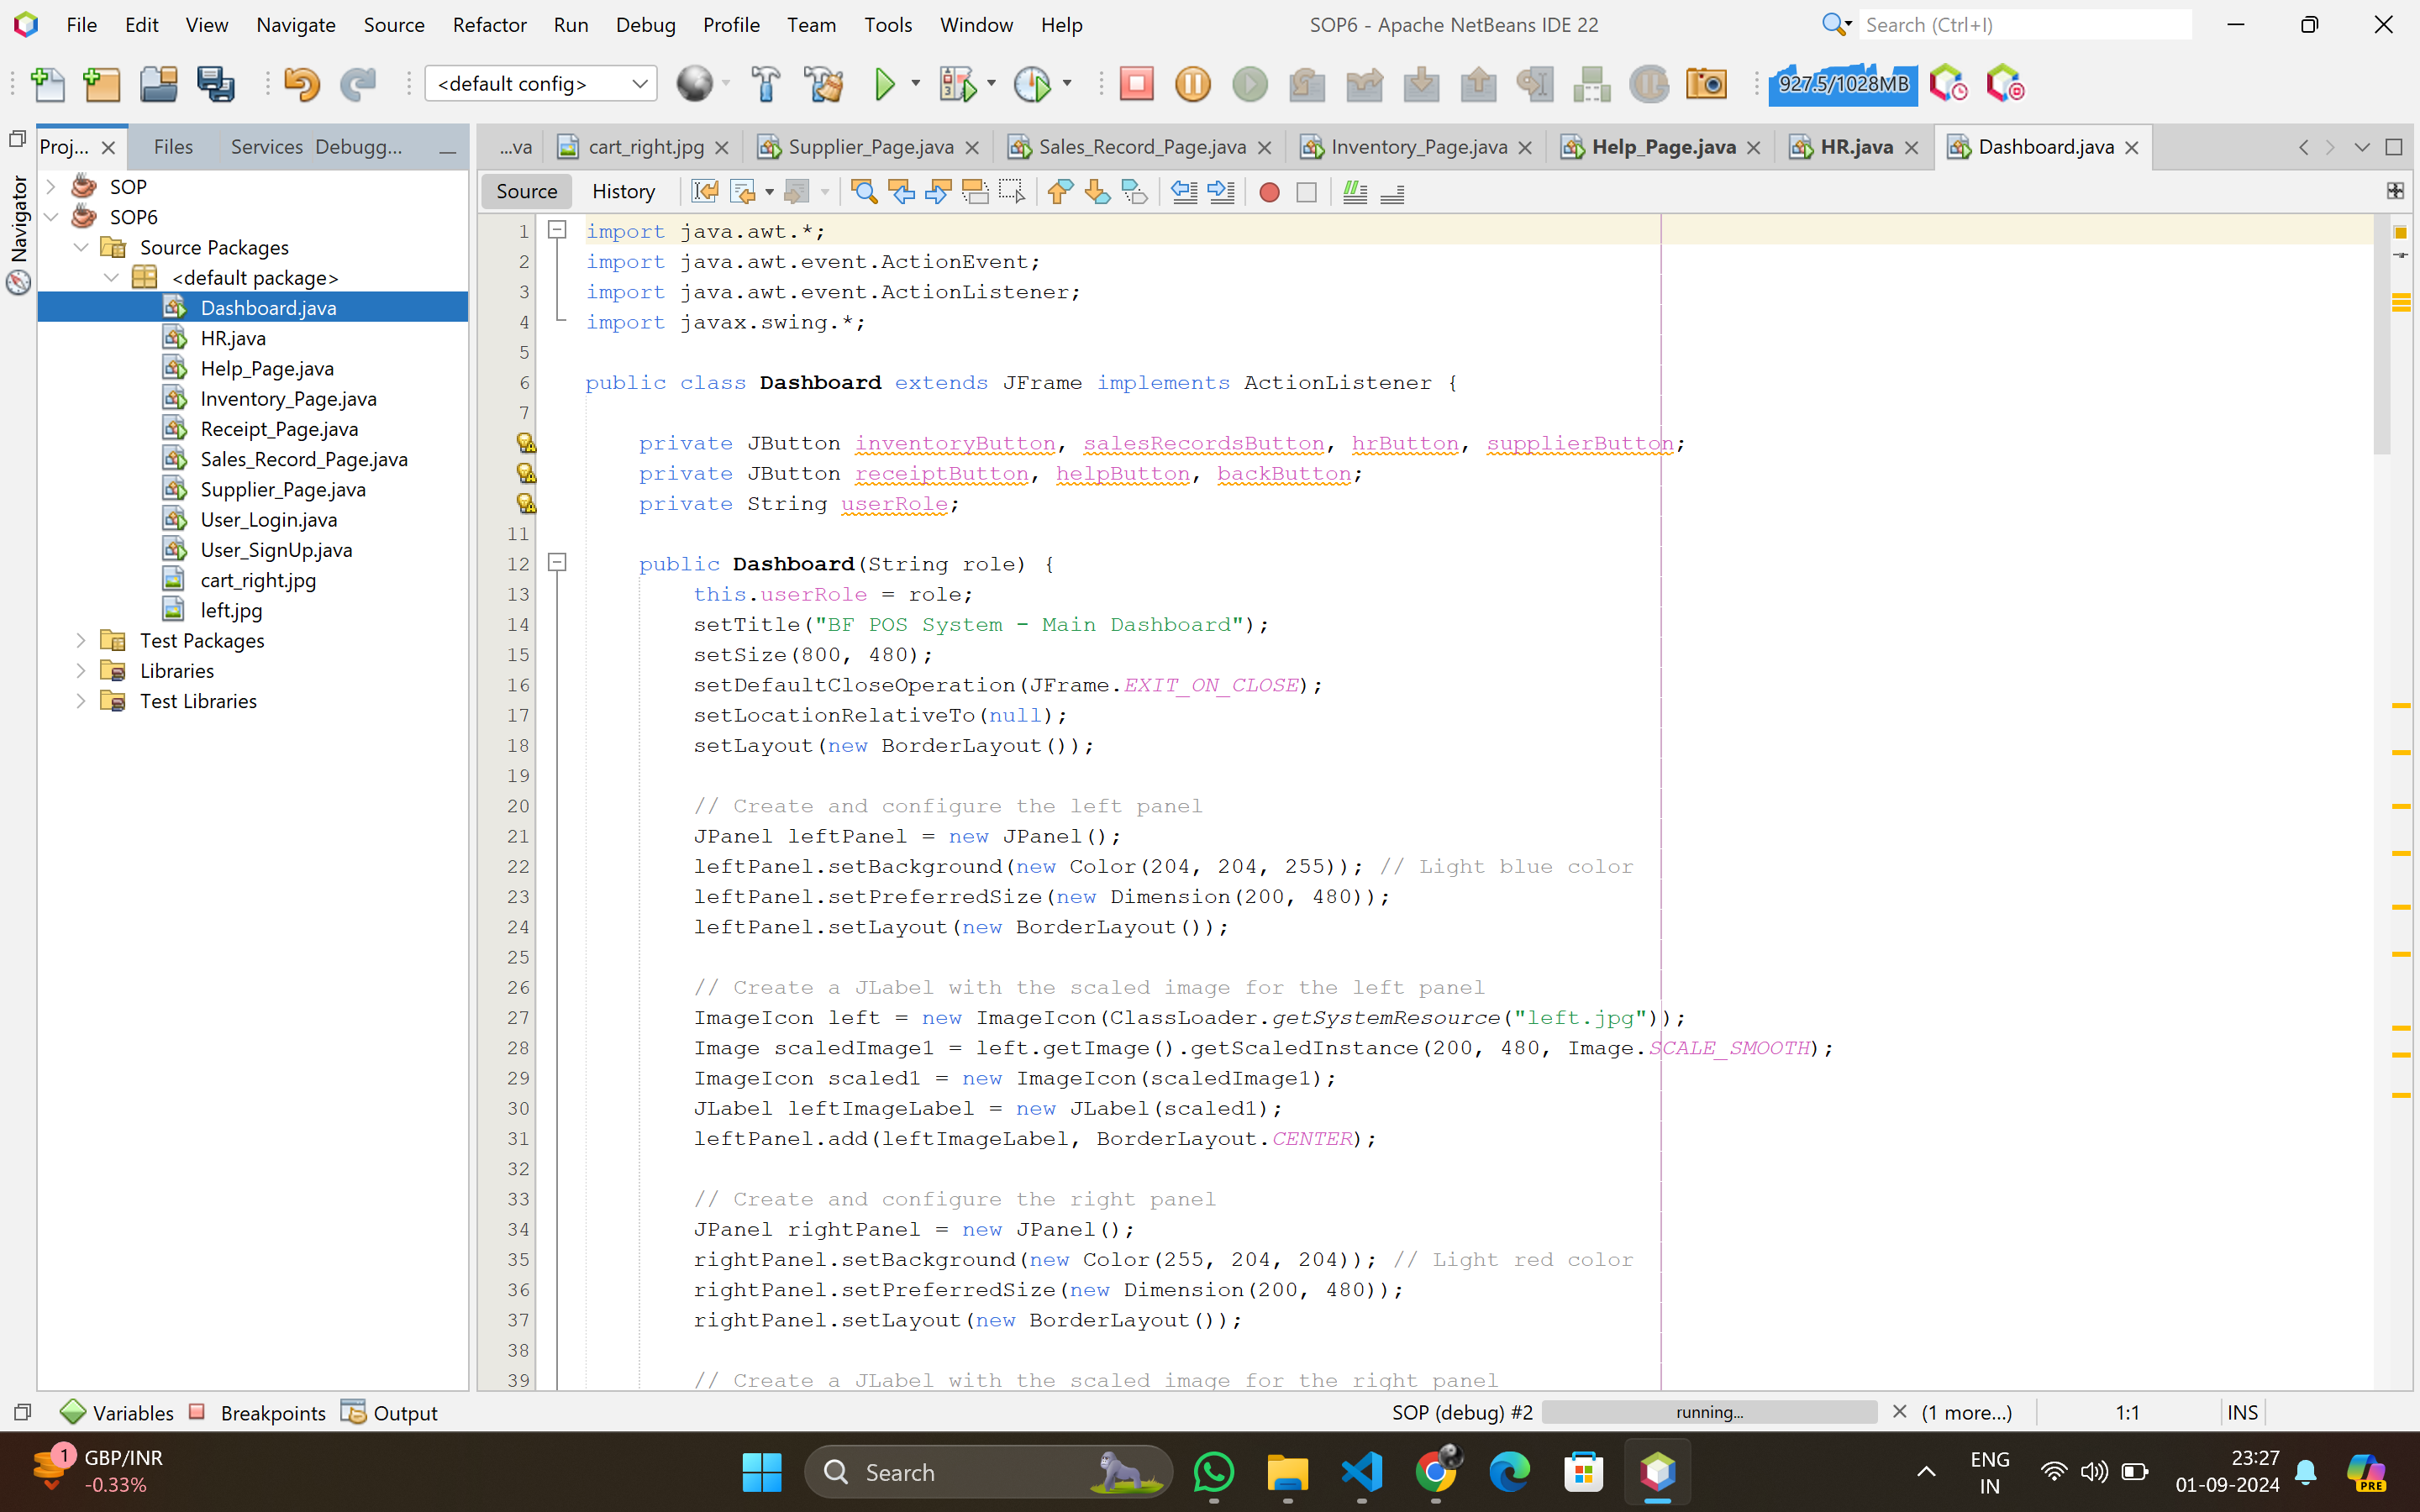 File Edit View Navigate Source Refactor Run Debug Profile Team Tools Window Help
SOP6 - Apache NetBeans IDE 22
Search (Ctrl+I)
<default config>
927.5/1028MB
Proj... Files Services Debugg...
...va cart_right.jpg Supplier_Page.java Sales_Record_Page.java Inventory_Page.java Help_Page.java HR.java Dashboard.java
Source History
Navigator
SOP
SOP6
Source Packages
<default package>
Dashboard.java
HR.java
Help_Page.java
Inventory_Page.java
Receipt_Page.java
Sales_Record_Page.java
Supplier_Page.java
User_Login.java
User_SignUp.java
cart_right.jpg
left.jpg
Test Packages
Libraries
Test Libraries
1 import java.awt.*;
2 import java.awt.event.ActionEvent;
3 import java.awt.event.ActionListener;
4 import javax.swing.*;
5
6 public class Dashboard extends JFrame implements ActionListener {
7
private JButton inventoryButton, salesRecordsButton, hrButton, supplierButton;
private JButton receiptButton, helpButton, backButton;
private String userRole;
11
12 public Dashboard(String role) {
13 this.userRole = role;
14 setTitle("BF POS System - Main Dashboard");
15 setSize(800, 480);
16 setDefaultCloseOperation(JFrame.EXIT_ON_CLOSE);
17 setLocationRelativeTo(null);
18 setLayout(new BorderLayout());
19
20 // Create and configure the left panel
21 JPanel leftPanel = new JPanel();
22 leftPanel.setBackground(new Color(204, 204, 255)); // Light blue color
23 leftPanel.setPreferredSize(new Dimension(200, 480));
24 leftPanel.setLayout(new BorderLayout());
25
26 // Create a JLabel with the scaled image for the left panel
27 ImageIcon left = new ImageIcon(ClassLoader.getSystemResource("left.jpg"));
28 Image scaledImage1 = left.getImage().getScaledInstance(200, 480, Image.SCALE_SMOOTH);
29 ImageIcon scaled1 = new ImageIcon(scaledImage1);
30 JLabel leftImageLabel = new JLabel(scaled1);
31 leftPanel.add(leftImageLabel, BorderLayout.CENTER);
32
33 // Create and configure the right panel
34 JPanel rightPanel = new JPanel();
35 rightPanel.setBackground(new Color(255, 204, 204)); // Light red color
36 rightPanel.setPreferredSize(new Dimension(200, 480));
37 rightPanel.setLayout(new BorderLayout());
38
39 // Create a JLabel with the scaled image for the right panel
Variables Breakpoints Output
SOP (debug) #2 running... (1 more...) 1:1 INS
1 GBP/INR
-0.33%
Search
ENG
IN
23:27
01-09-2024
PRE